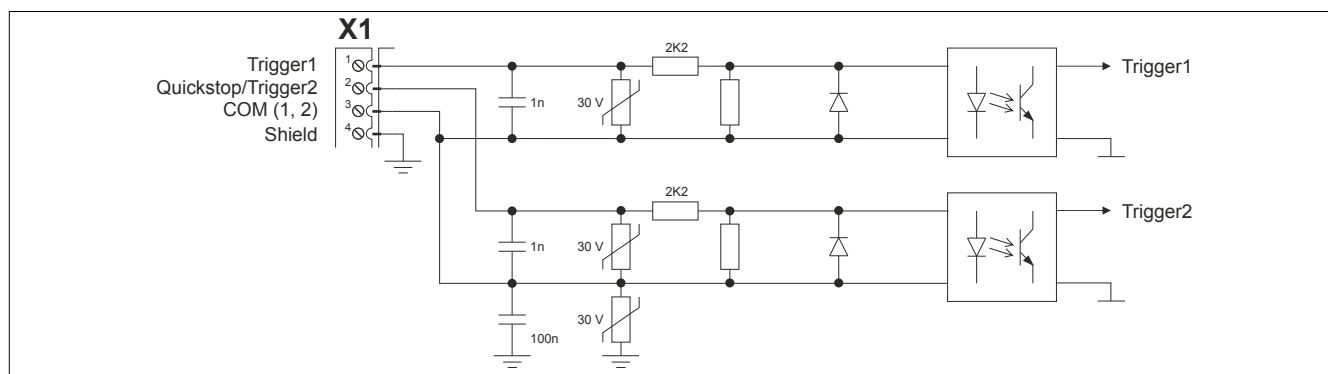 X1
Trigger1
Quickstop/Trigger2
COM (1, 2)
Shield
1
2
3
4
2K2
1n
30 V
Trigger1
2K2
1n
30 V
Trigger2
100n
30 V